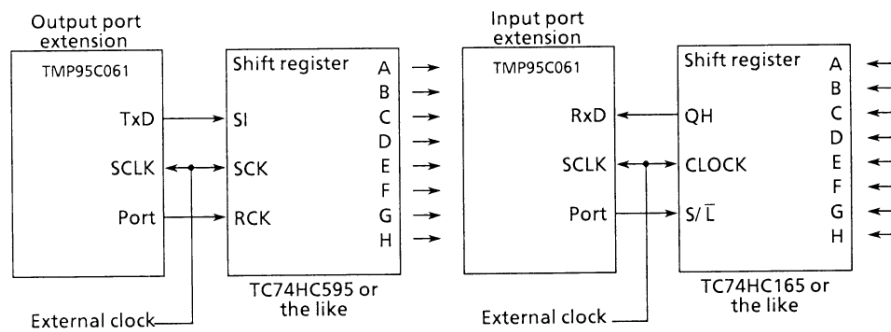 Output port
extension
TMP95C061
TxD
SCLK
Port
Shift register
SI
SCK
RCK
A
B
C
D
E
F
G
H
TC74HC595 or
the like
External clock
Input port
extension
TMP95C061
RxD
SCLK
Port
Shift register
QH
CLOCK
S/L̅
A
B
C
D
E
F
G
H
TC74HC165 or
the like
External clock